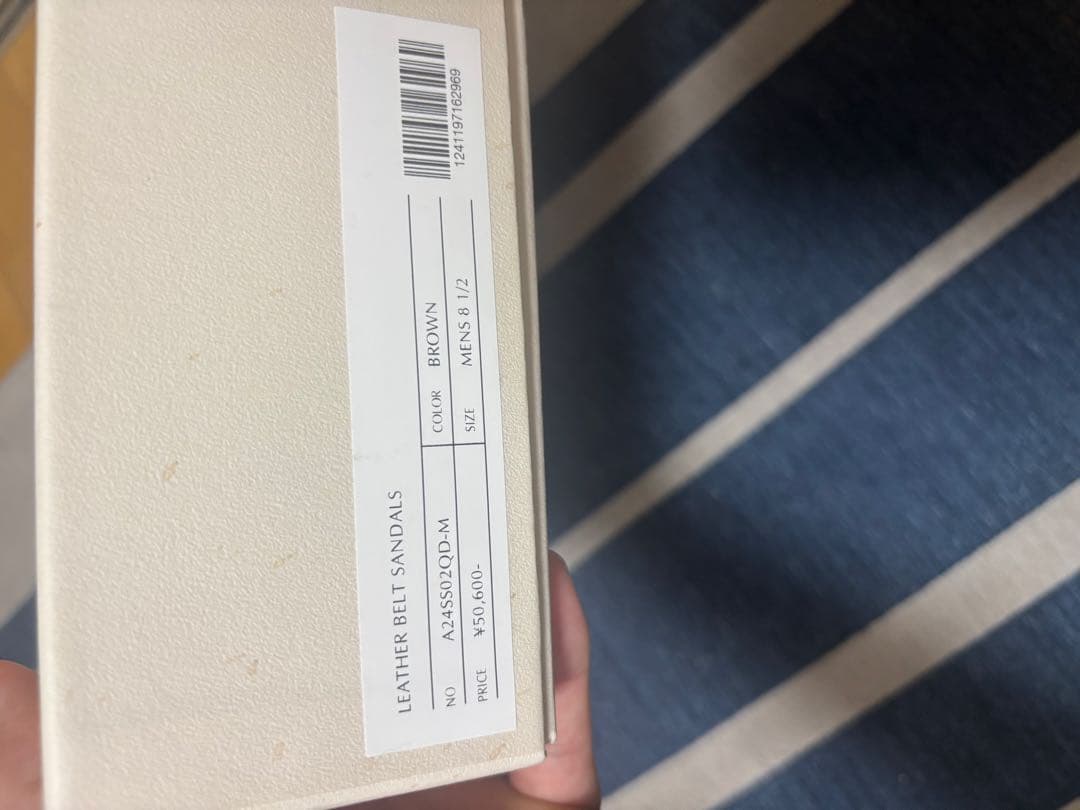 LEATHER BELT SANDALS
NO A24SS02QD-M COLOR BROWN
PRICE ¥50,600- SIZE MENS 8 1/2
1241197162969